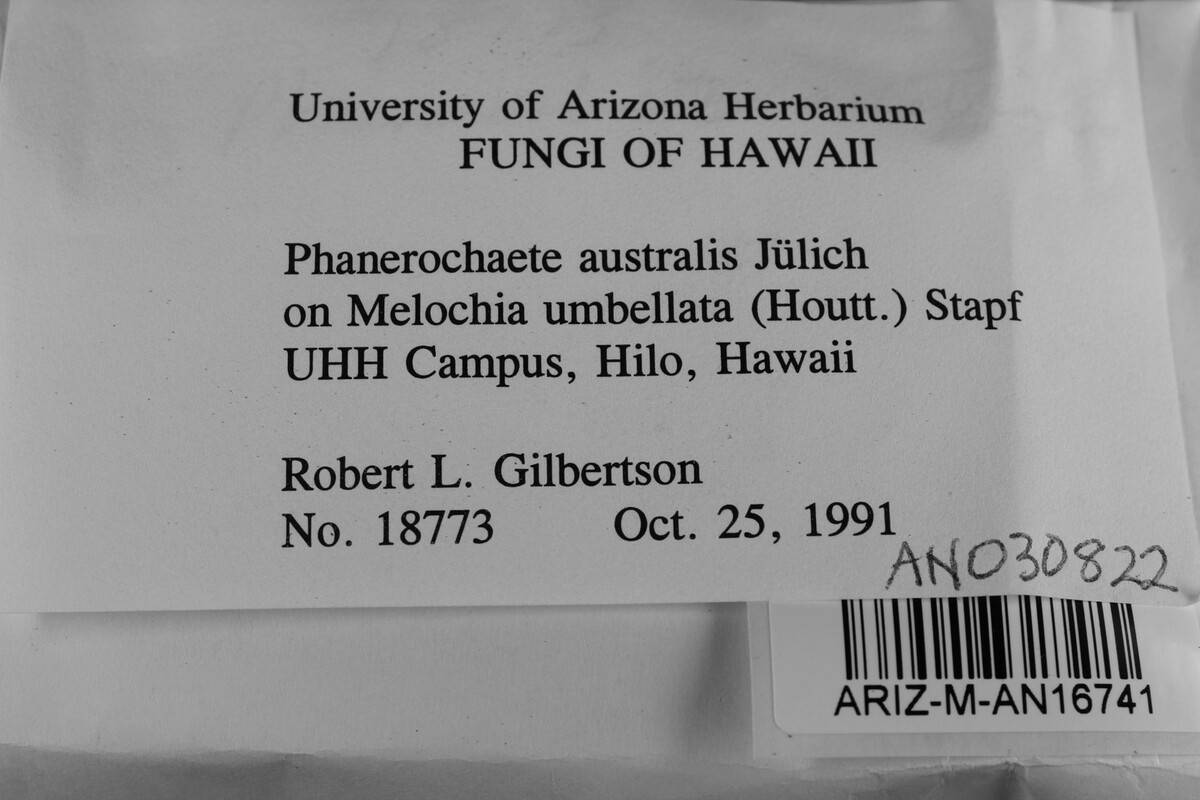 University of Arizona Herbarium
FUNGI OF HAWAII
Phanerochaete australis Jülich
on Melochia umbellata (Houtt.) Stapf
UHH Campus, Hilo, Hawaii
Robert L. Gilbertson
No. 18773 Oct. 25, 1991
AN030822
ARIZ-M-AN16741